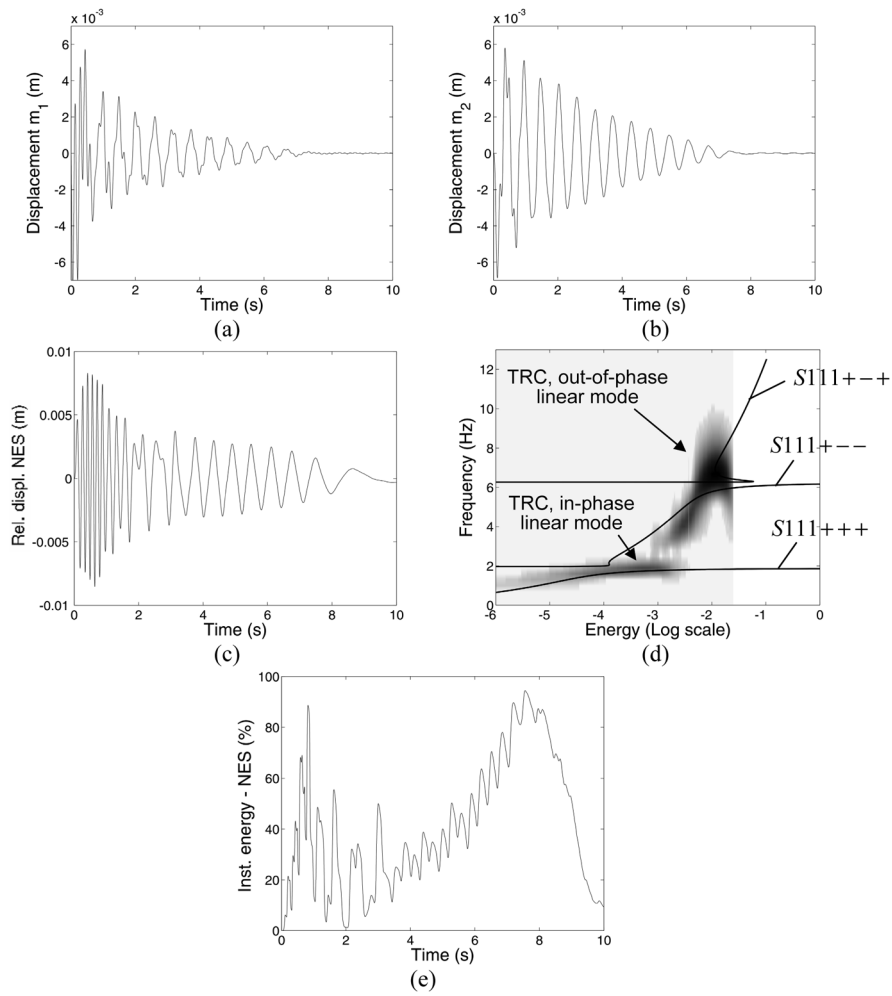 x 10⁻³
6
4
2
0
-2
-4
-6
Displacement m₁ (m)
0 2 4 6 8 10
Time (s)
(a)
x 10⁻³
6
4
2
0
-2
-4
-6
Displacement m₂ (m)
0 2 4 6 8 10
Time (s)
(b)
0.01
0.005
0
-0.005
-0.01
Rel. displ. NES (m)
0 2 4 6 8 10
Time (s)
(c)
12
10
8
6
4
2
0
Frequency (Hz)
TRC, out-of-phase
linear mode
TRC, in-phase
linear mode
S111+−+
S111+−−
S111+++
-6 -5 -4 -3 -2 -1 0
Energy (Log scale)
(d)
100
80
60
40
20
0
Inst. energy - NES (%)
0 2 4 6 8 10
Time (s)
(e)